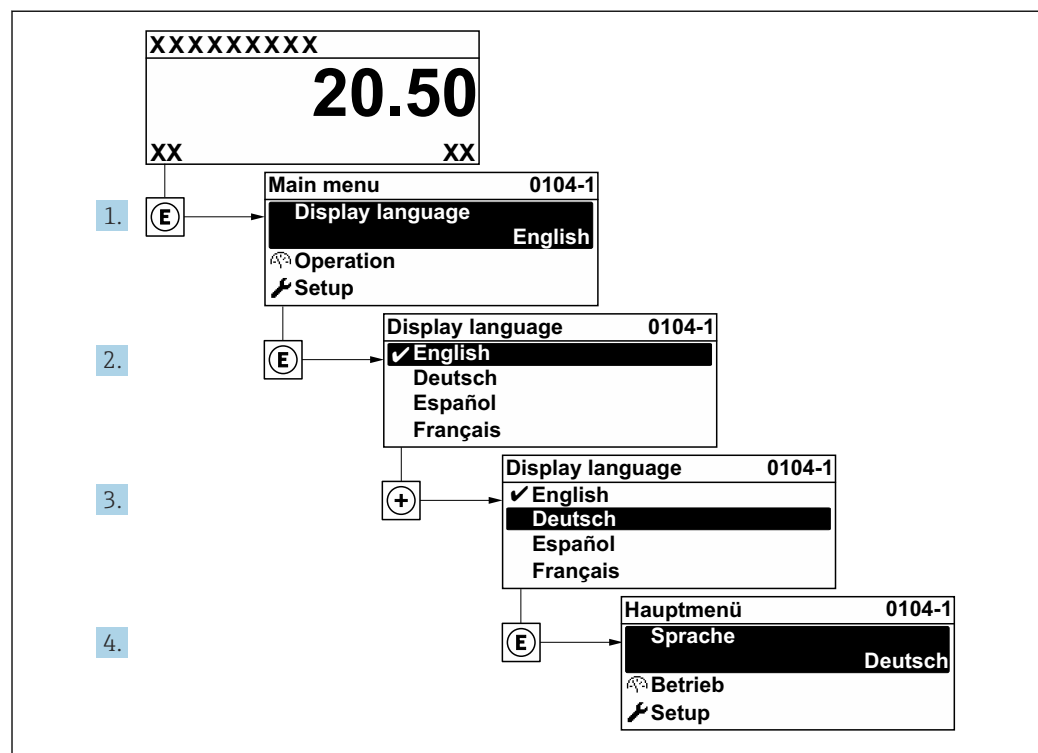 XXXXXXXXX
20.50
XX XX
1.
E
Main menu 0104-1
Display language
English
Operation
Setup
2.
E
Display language 0104-1
✔English
Deutsch
Español
Français
3.
+
Display language 0104-1
✔English
Deutsch
Español
Français
4.
E
Hauptmenü 0104-1
Sprache
Deutsch
Betrieb
Setup